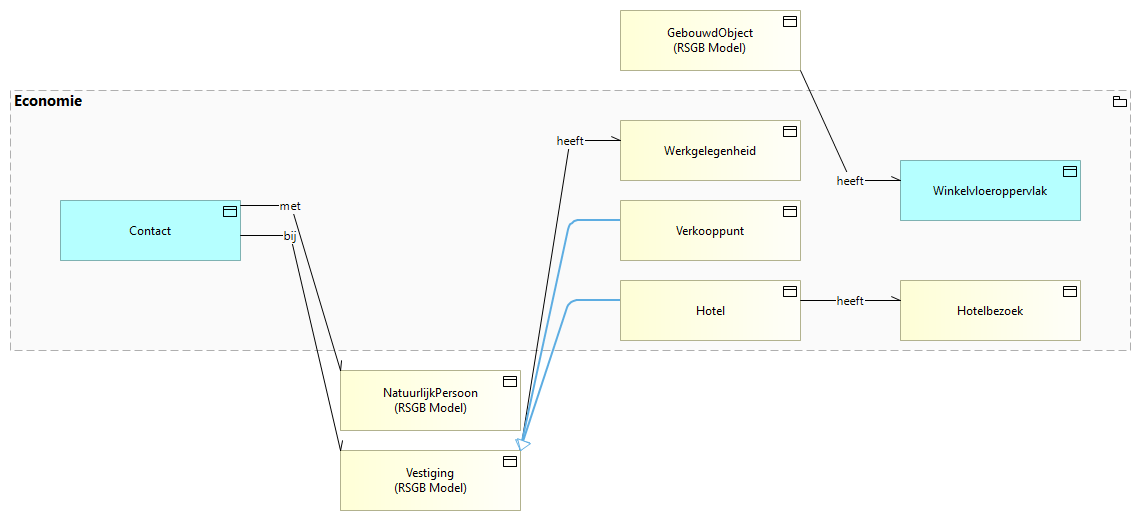 GebouwdObject
(RSGB Model)
Economie
heeft
Werkgelegenheid
heeft
Winkelvloeroppervlak
met
Contact
bij
Verkooppunt
Hotel
heeft
Hotelbezoek
NatuurlijkPersoon
(RSGB Model)
Vestiging
(RSGB Model)